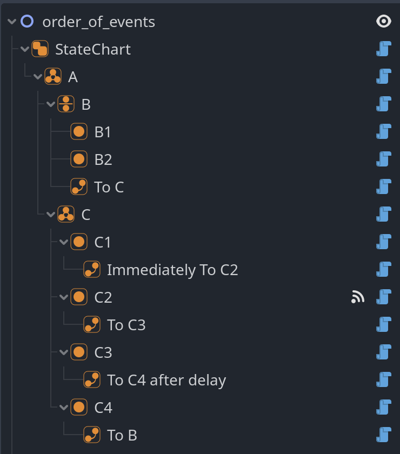 order_of_events
StateChart
A
B
B1
B2
To C
C
C1
Immediately To C2
C2
To C3
C3
To C4 after delay
C4
To B